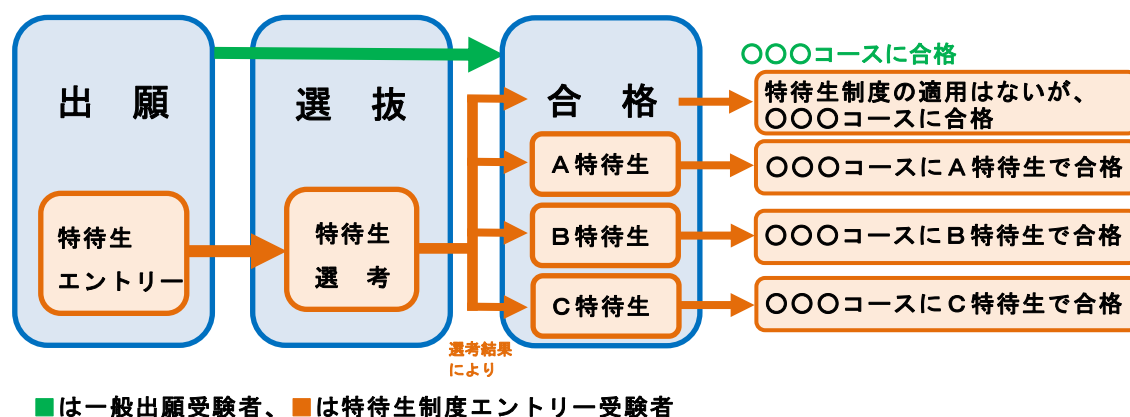 出　願
選　抜
合　格
〇〇〇コースに合格
特待生制度の適用はないが、
〇〇〇コースに合格
A特待生
〇〇〇コースにA特待生で合格
特待生
エントリー
特待生
選　考
B特待生
〇〇〇コースにB特待生で合格
C特待生
〇〇〇コースにC特待生で合格
選考結果
により
■は一般出願受験者、■は特待生制度エントリー受験者